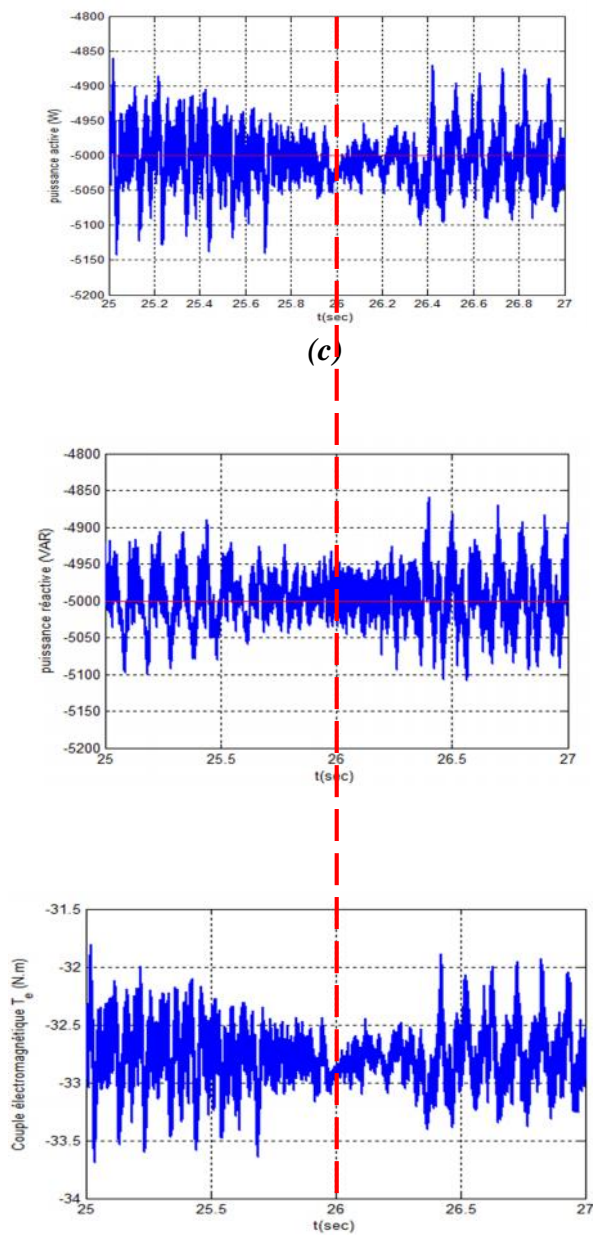 -4800
-4850
-4900
-4950
-5000
-5050
-5100
-5150
-5200
puissance active (W)
25 25.2 25.4 25.6 25.8 26 26.2 26.4 26.6 26.8 27
t(sec)
(c)
-4800
-4850
-4900
-4950
-5000
-5050
-5100
-5150
-5200
puissance réactive (VAR)
25 25.5 26 26.5 27
t(sec)
-31.5
-32
-32.5
-33
-33.5
-34
Couple électromagnétique T_e (N.m)
25 25.5 26 26.5 27
t(sec)